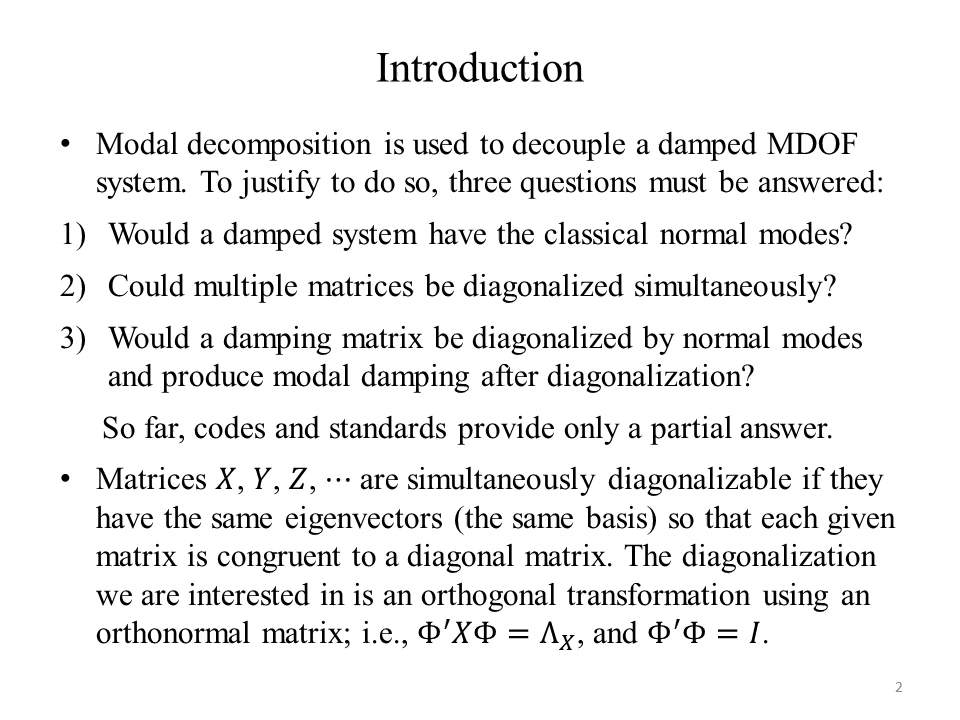 Introduction
• Modal decomposition is used to decouple a damped MDOF
system. To justify to do so, three questions must be answered:
1) Would a damped system have the classical normal modes?
2) Could multiple matrices be diagonalized simultaneously?
3) Would a damping matrix be diagonalized by normal modes
and produce modal damping after diagonalization?
So far, codes and standards provide only a partial answer.
• Matrices 𝑋, 𝑌, 𝑍, ⋯ are simultaneously diagonalizable if they
have the same eigenvectors (the same basis) so that each given
matrix is congruent to a diagonal matrix. The diagonalization
we are interested in is an orthogonal transformation using an
orthonormal matrix; i.e., Φ′𝑋Φ = Λ_𝑋, and Φ′Φ = 𝐼.
2